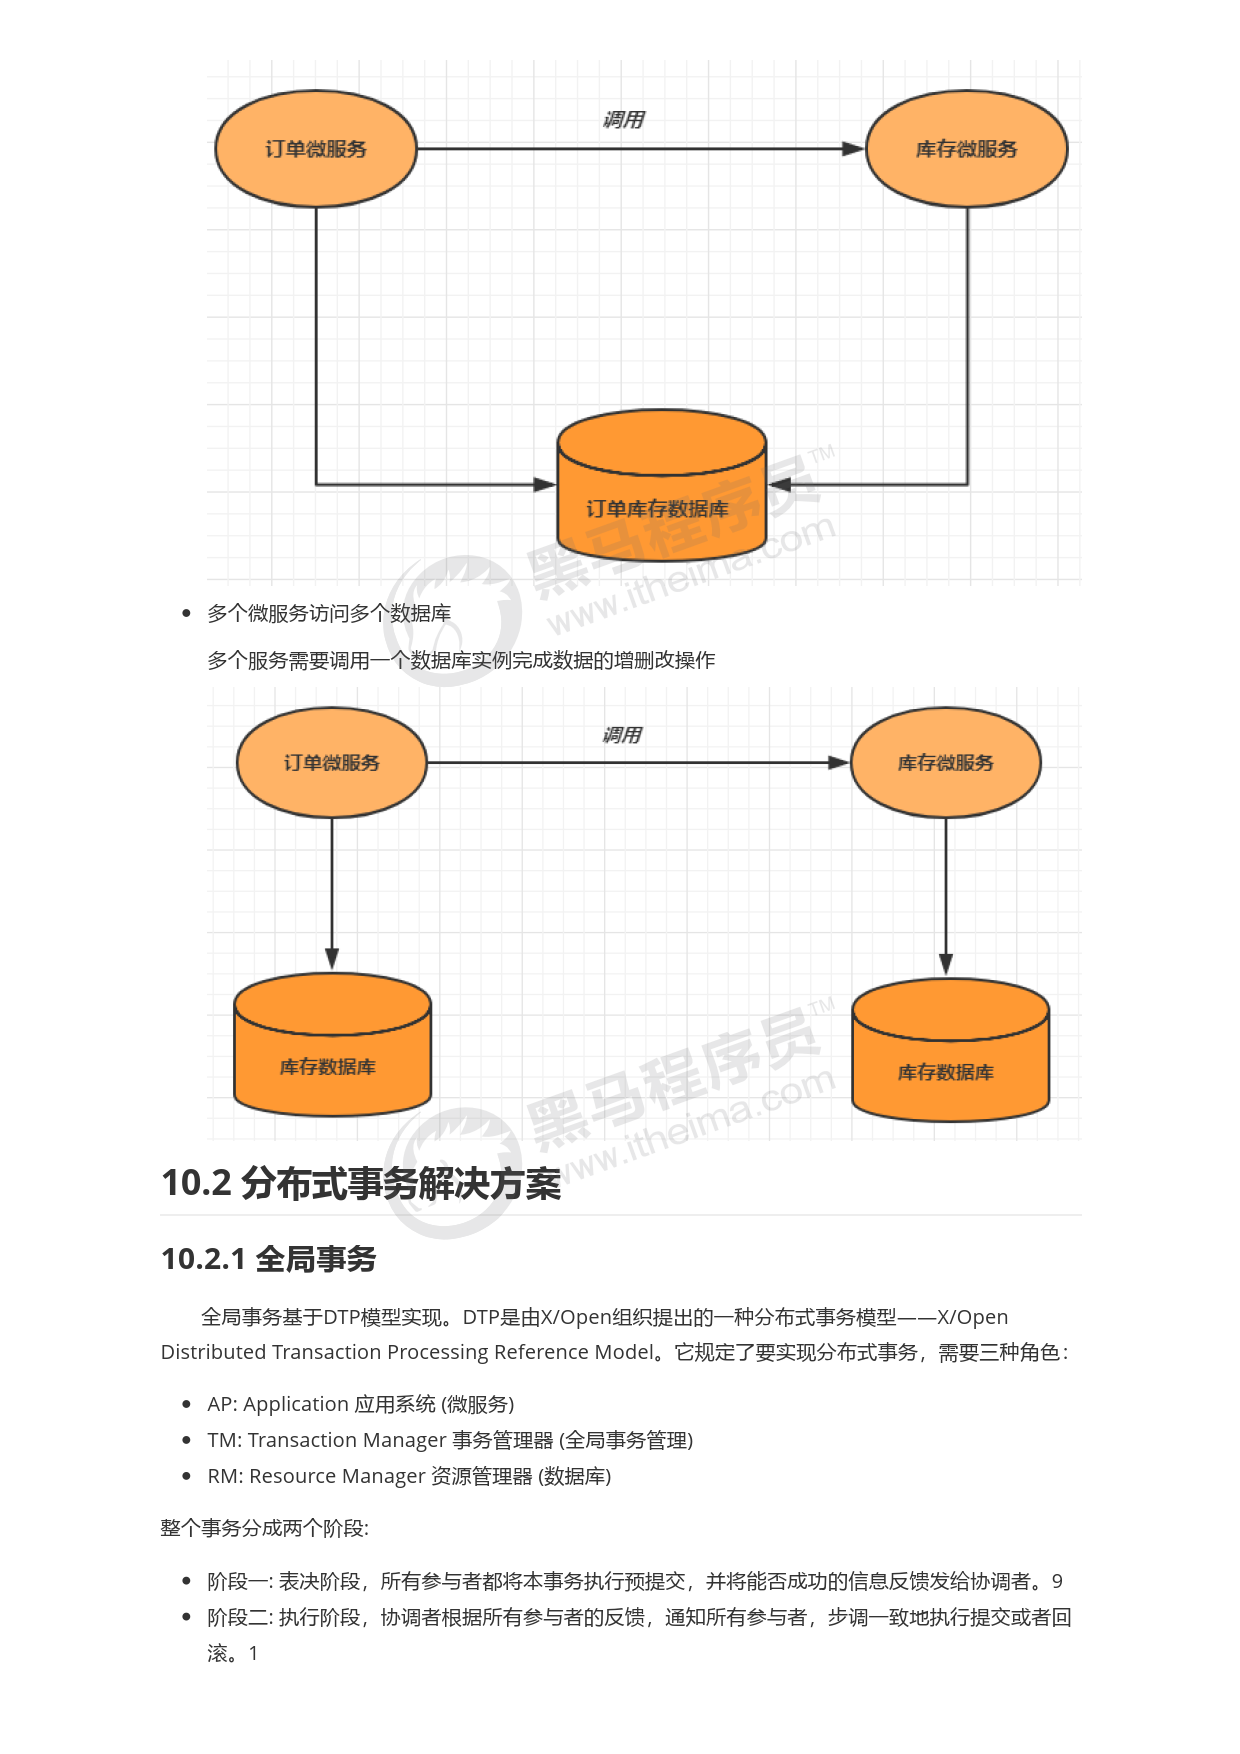 调用
订单微服务
库存微服务
订单库存数据库
黑马程序员™
www.itheima.com
多个微服务访问多个数据库
多个服务需要调用一个数据库实例完成数据的增删改操作
调用
订单微服务
库存微服务
库存数据库
库存数据库
黑马程序员™
www.itheima.com
10.2 分布式事务解决方案
10.2.1 全局事务
全局事务基于DTP模型实现。DTP是由X/Open组织提出的一种分布式事务模型——X/Open
Distributed Transaction Processing Reference Model。它规定了要实现分布式事务，需要三种角色：
AP: Application 应用系统 (微服务)
TM: Transaction Manager 事务管理器 (全局事务管理)
RM: Resource Manager 资源管理器 (数据库)
整个事务分成两个阶段:
阶段一: 表决阶段，所有参与者都将本事务执行预提交，并将能否成功的信息反馈发给协调者。9
阶段二: 执行阶段，协调者根据所有参与者的反馈，通知所有参与者，步调一致地执行提交或者回
滚。1